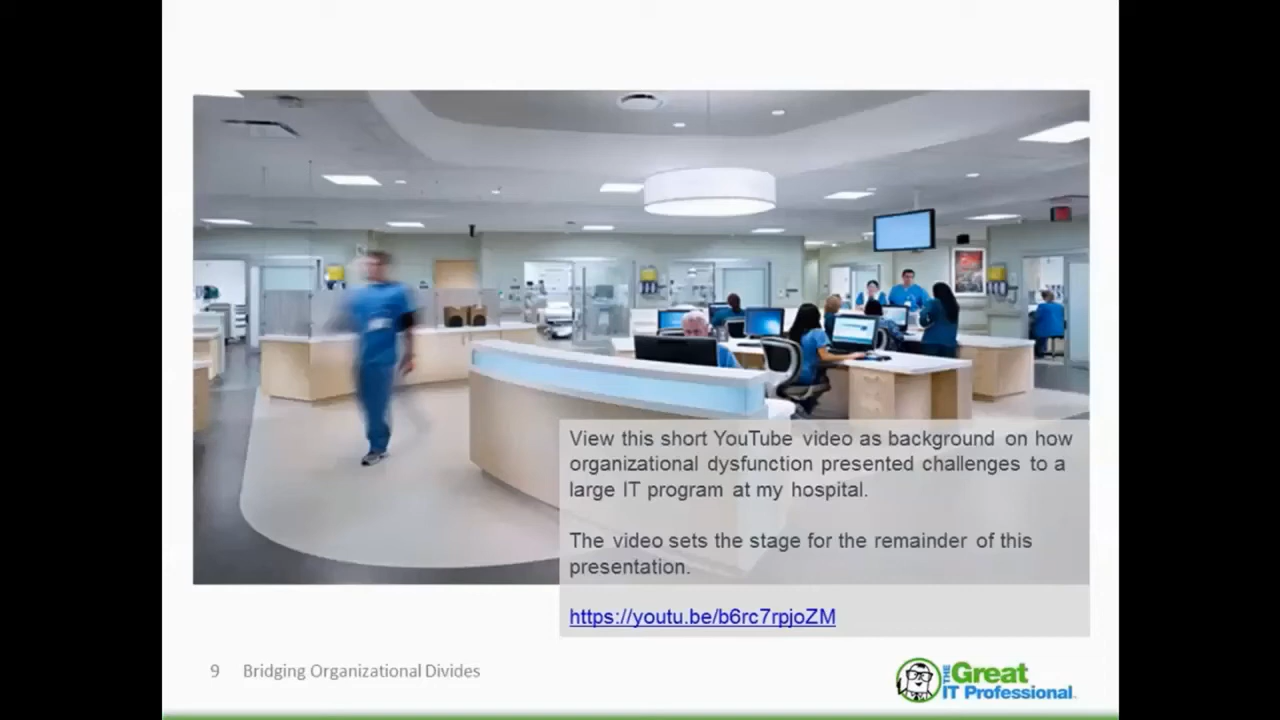 View this short YouTube video as background on how
organizational dysfunction presented challenges to a
large IT program at my hospital.
The video sets the stage for the remainder of this
presentation.
https://youtu.be/b6rc7rpjoZM
9 Bridging Organizational Divides
THE Great
IT Professional